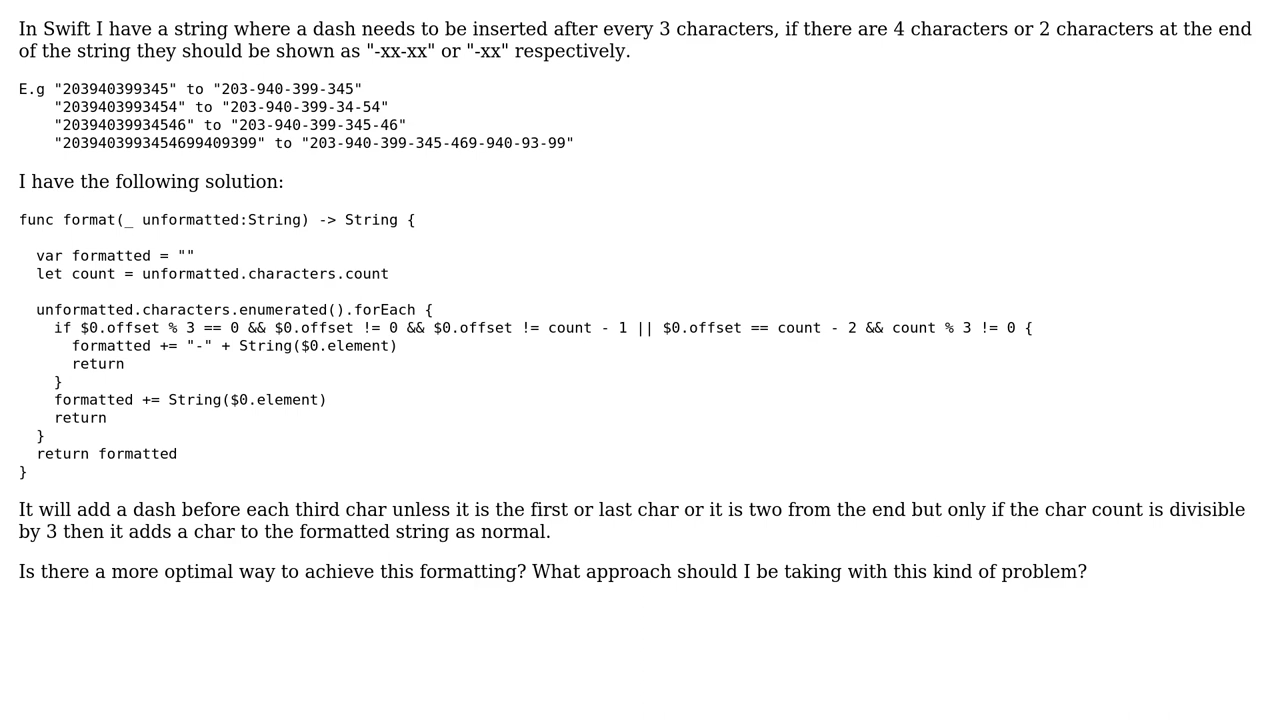 In Swift I have a string where a dash needs to be inserted after every 3 characters, if there are 4 characters or 2 characters at the end
of the string they should be shown as "-xx-xx" or "-xx" respectively.
E.g "203940399345" to "203-940-399-345"
    "2039403993454" to "203-940-399-34-54"
    "20394039934546" to "203-940-399-345-46"
    "2039403993454699409399" to "203-940-399-345-469-940-93-99"
I have the following solution:
func format(_ unformatted:String) -> String {
  var formatted = ""
  let count = unformatted.characters.count
  unformatted.characters.enumerated().forEach {
    if $0.offset % 3 == 0 && $0.offset != 0 && $0.offset != count - 1 || $0.offset == count - 2 && count % 3 != 0 {
      formatted += "-" + String($0.element)
      return
    }
    formatted += String($0.element)
    return
  }
  return formatted
}
It will add a dash before each third char unless it is the first or last char or it is two from the end but only if the char count is divisible
by 3 then it adds a char to the formatted string as normal.
Is there a more optimal way to achieve this formatting? What approach should I be taking with this kind of problem?